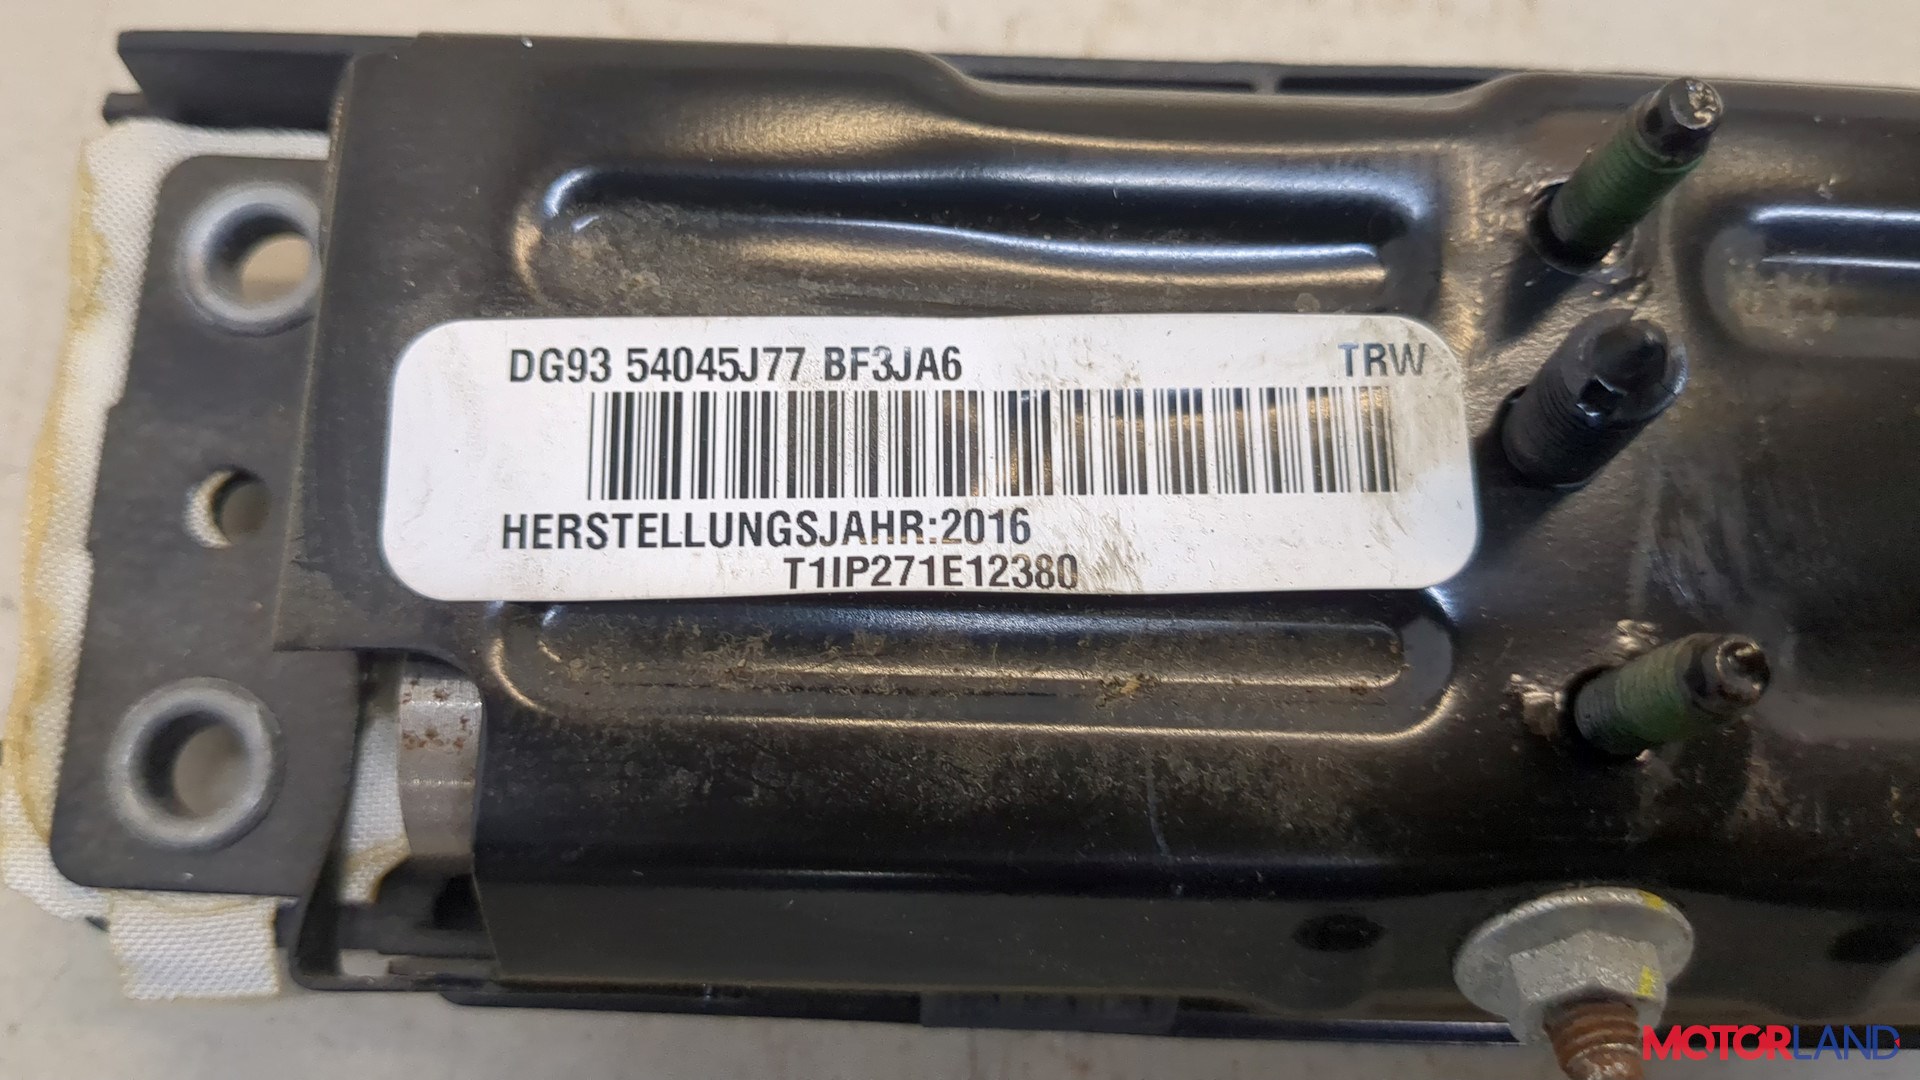 DG93 54045J77 BF3JA6 TRW
HERSTELLUNGSJAHR:2016
T1IP271E12380
MOTORLAND